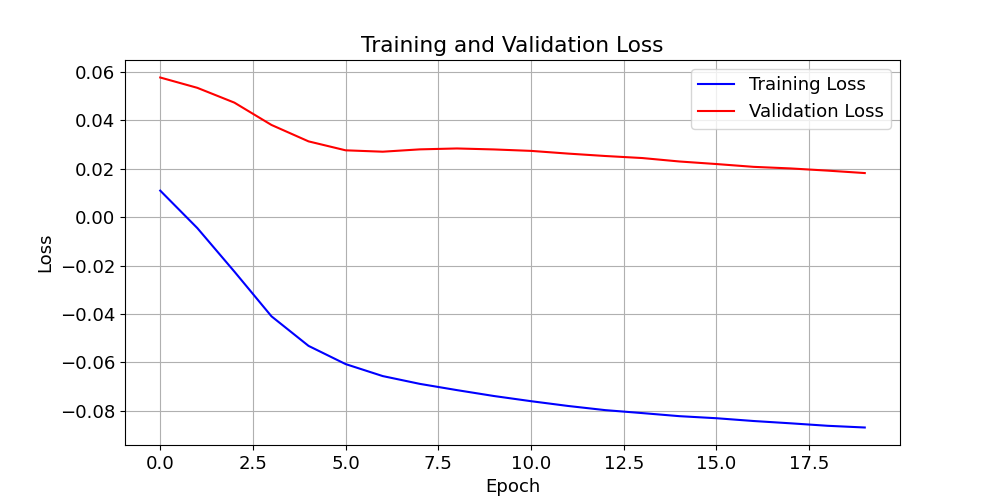 Training and Validation Loss
Training Loss
Validation Loss
0.06
0.04
0.02
0.00
−0.02
−0.04
−0.06
−0.08
Loss
0.0 2.5 5.0 7.5 10.0 12.5 15.0 17.5
Epoch